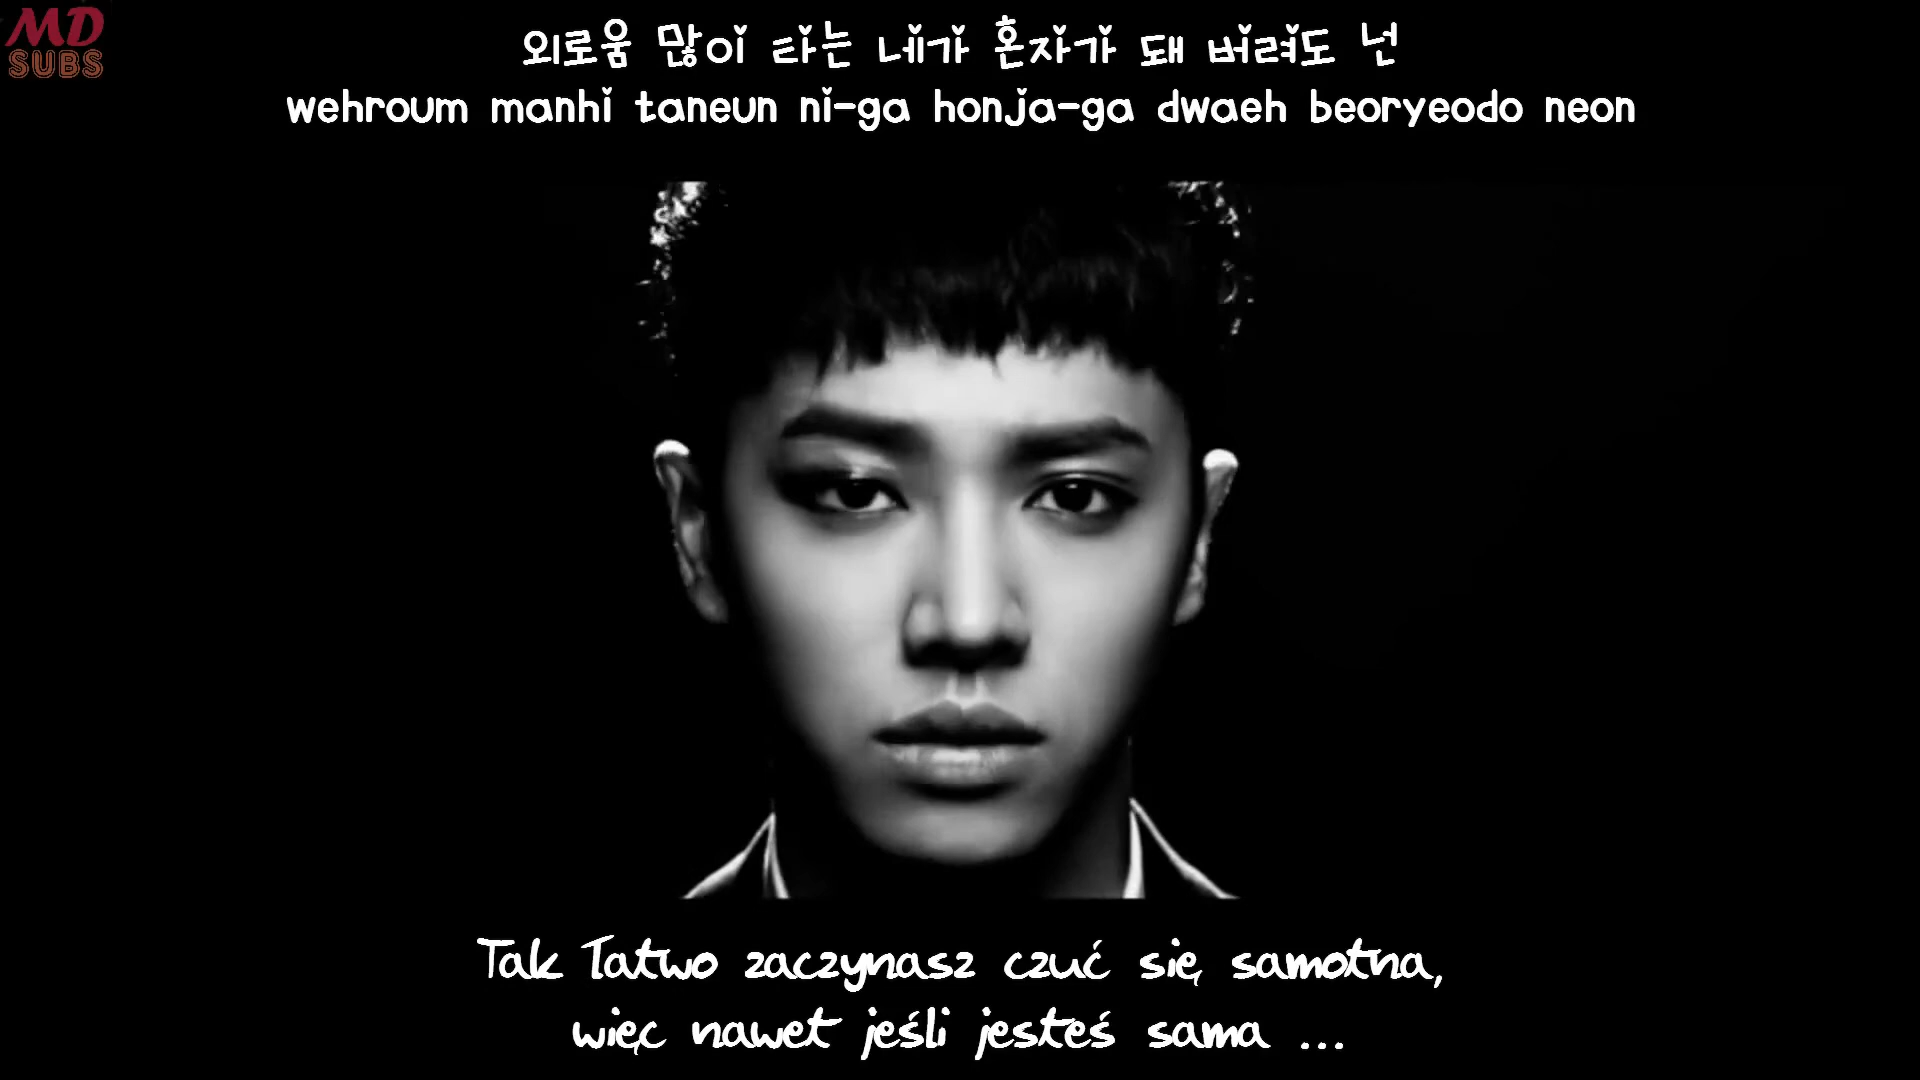 MD
SUBS
외로움 많이 타는 네가 혼자가 돼 버려도 넌
wehroum manhi taneun ni-ga honja-ga dwaeh beoryeodo neon
Tak łatwo zaczynasz czuć się samotna,
więc nawet jeśli jesteś sama ...